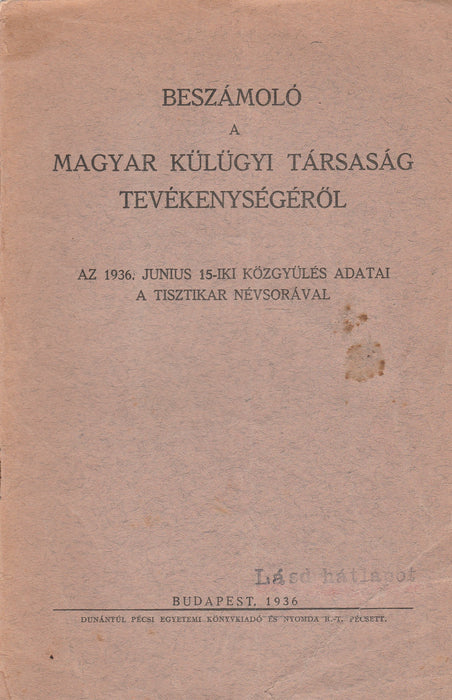 BESZÁMOLÓ
A
MAGYAR KÜLÜGYI TÁRSASÁG
TEVÉKENYSÉGÉRŐL
AZ 1936. JUNIUS 15-IKI KÖZGYÜLÉS ADATAI
A TISZTIKAR NÉVSORÁVAL
Lásd hátlapot
BUDAPEST, 1936
DUNÁNTÚL PÉCSI EGYETEMI KÖNYVKIADÓ ÉS NYOMDA R.-T. PÉCSETT.